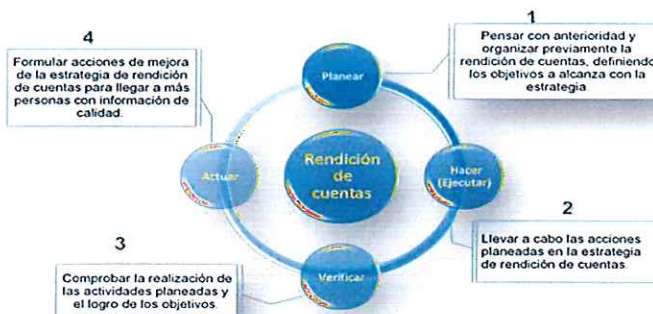 1
Pensar con anterioridad y
organizar previamente la
rendición de cuentas, definiendo
los objetivos a alcanza con la
estrategia.
4
Formular acciones de mejora
de la estrategia de rendición
de cuentas para llegar a más
personas con información de
calidad.
Planear
Rendición
de
cuentas
Actuar
Hacer
(Ejecutar)
2
Llevar a cabo las acciones
planeadas en la estrategia
de rendición de cuentas.
3
Comprobar la realización de
las actividades planeadas y
el logro de los objetivos.
Verificar